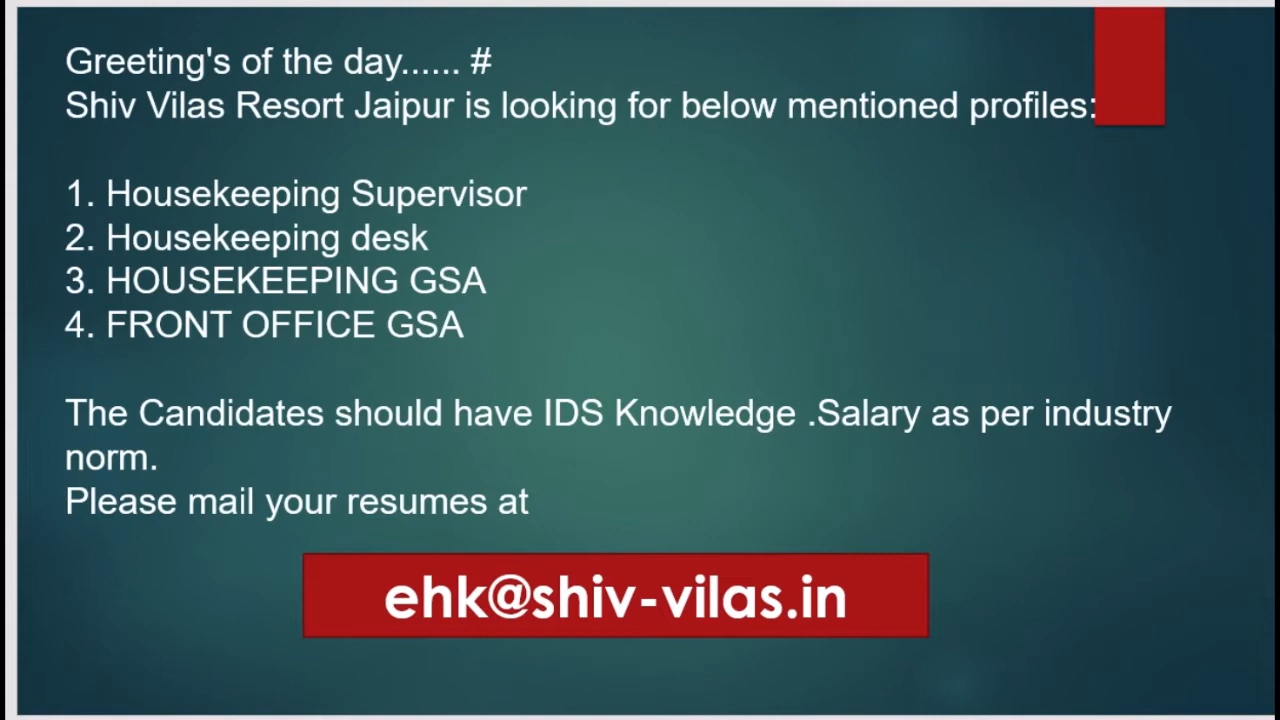 Greeting's of the day...... #
Shiv Vilas Resort Jaipur is looking for below mentioned profiles:
1. Housekeeping Supervisor
2. Housekeeping desk
3. HOUSEKEEPING GSA
4. FRONT OFFICE GSA
The Candidates should have IDS Knowledge .Salary as per industry
norm.
Please mail your resumes at
ehk@shiv-vilas.in